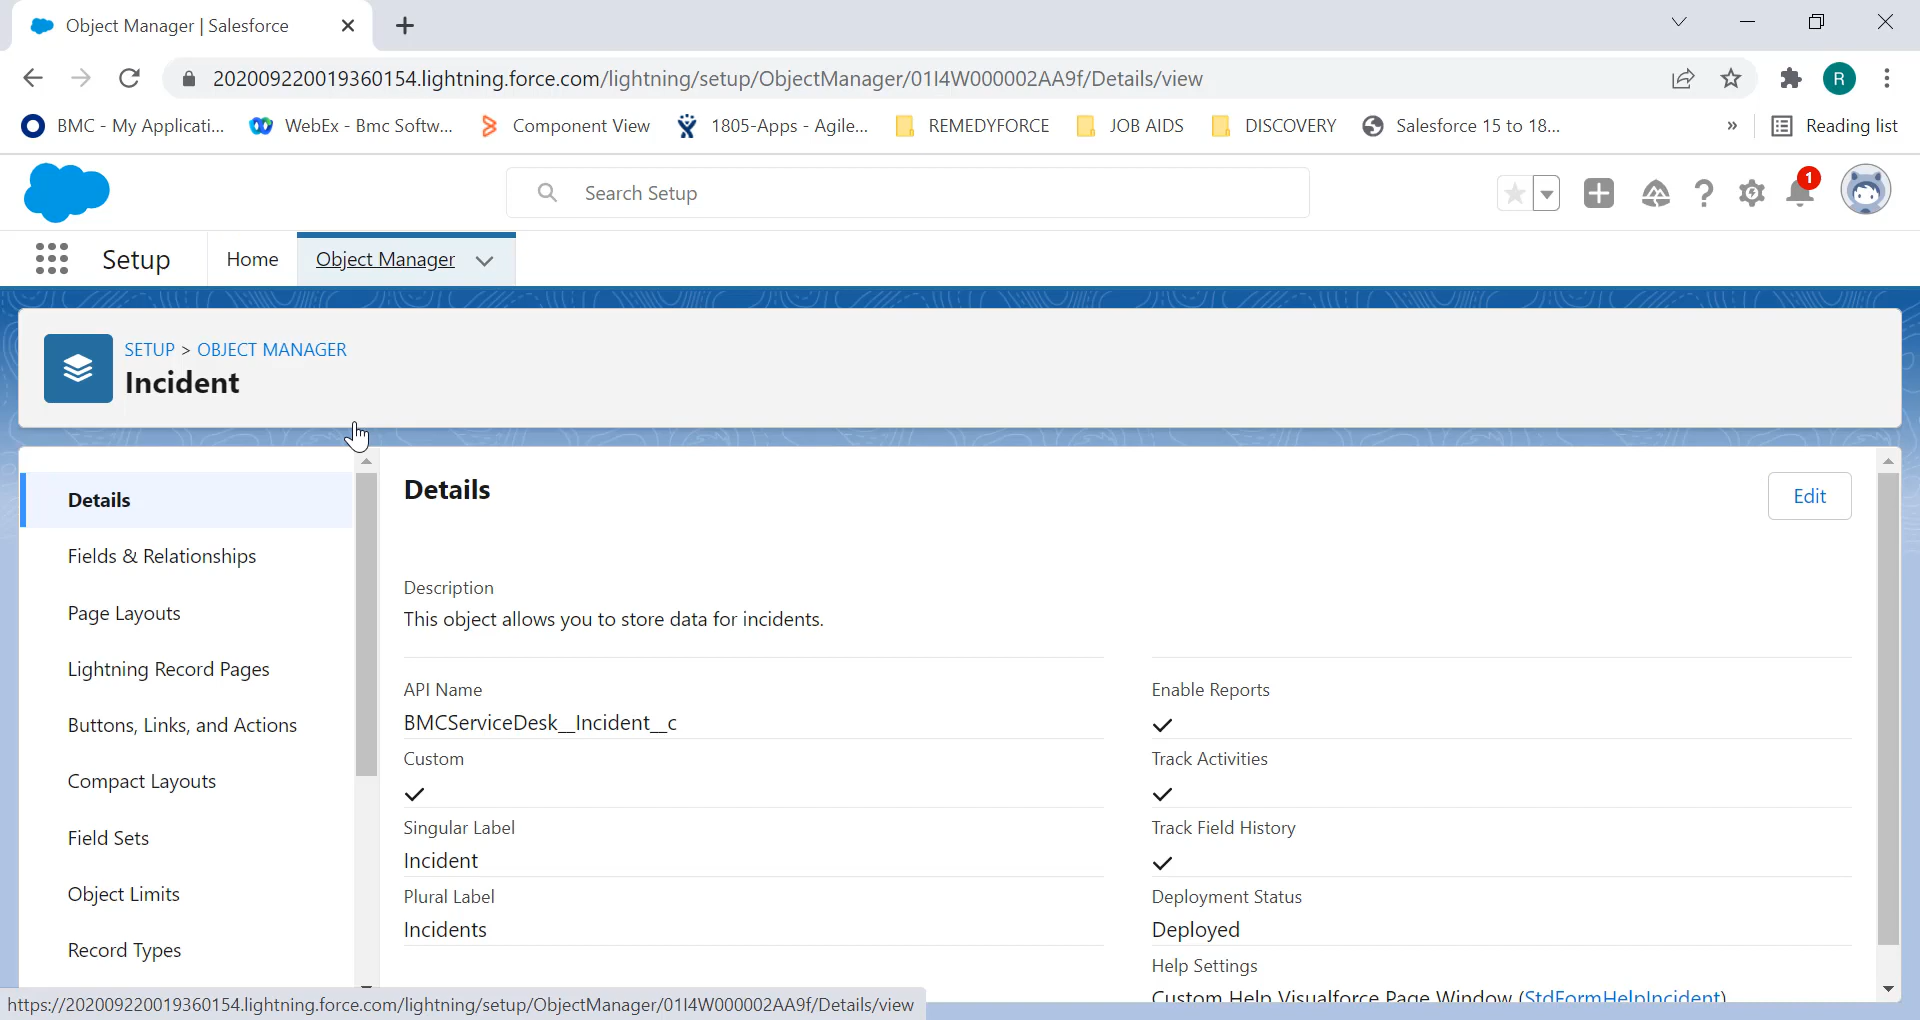 Object Manager | Salesforce
202009220019360154.lightning.force.com/lightning/setup/ObjectManager/01I4W000002AA9f/Details/view
R
BMC - My Applicati...
WebEx - Bmc Softw...
Component View
1805-Apps - Agile...
REMEDYFORCE
JOB AIDS
DISCOVERY
Salesforce 15 to 18...
»
Reading list
Search Setup
1
Setup
Home
Object Manager
SETUP > OBJECT MANAGER
Incident
Details
Fields & Relationships
Page Layouts
Lightning Record Pages
Buttons, Links, and Actions
Compact Layouts
Field Sets
Object Limits
Record Types
Details
Edit
Description
This object allows you to store data for incidents.
API Name
BMCServiceDesk__Incident__c
Custom
Singular Label
Incident
Plural Label
Incidents
Enable Reports
Track Activities
Track Field History
Deployment Status
Deployed
Help Settings
Custom Help Visualforce Page Window (StdFormHelpIncident)
https://202009220019360154.lightning.force.com/lightning/setup/ObjectManager/01I4W000002AA9f/Details/view